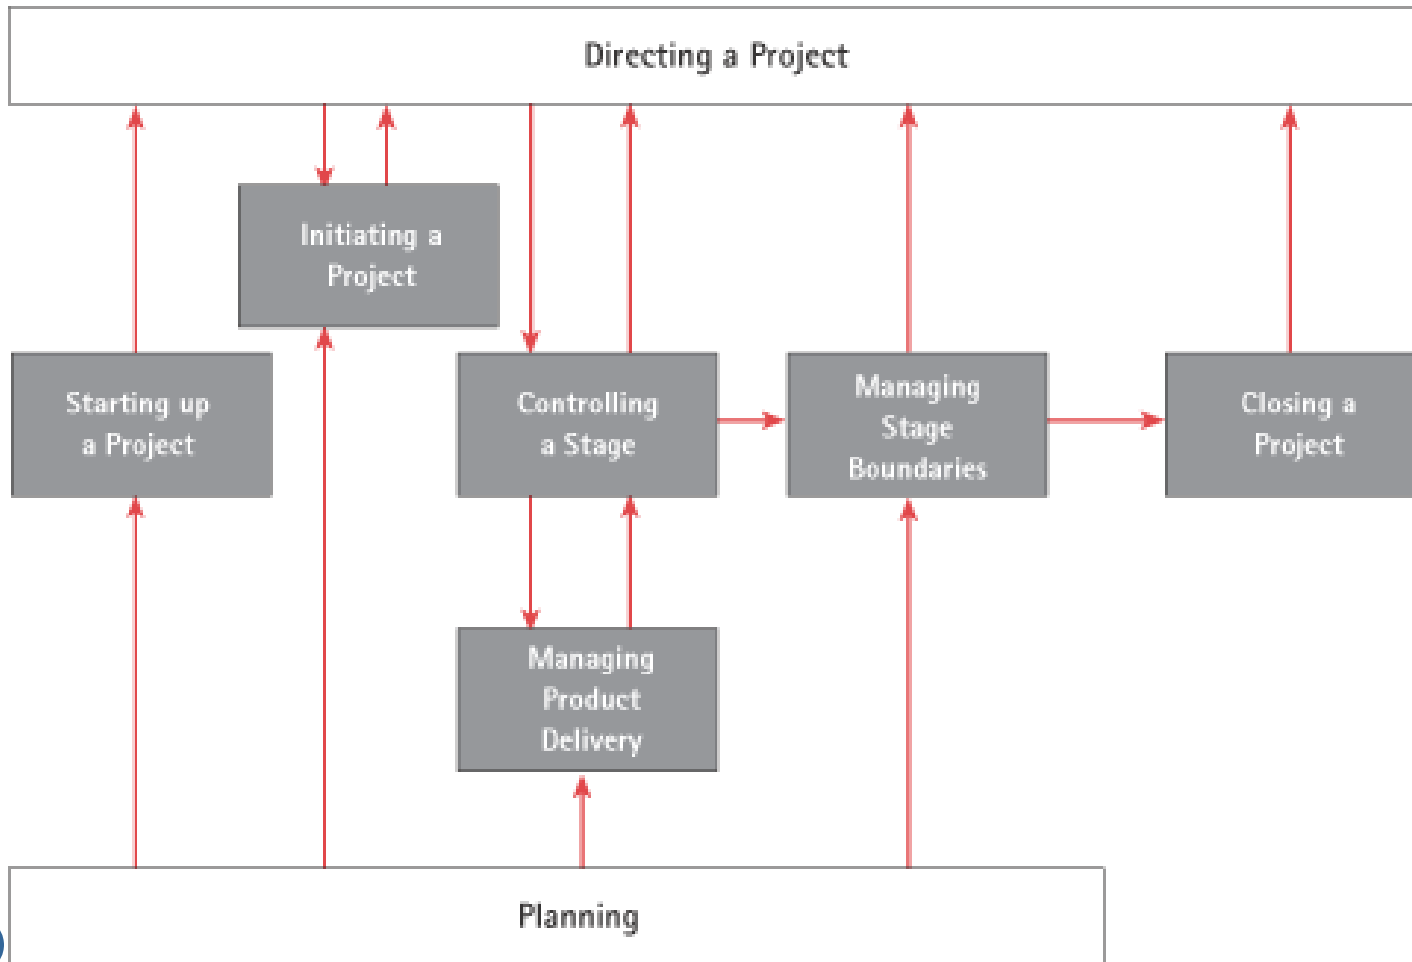 Directing a Project
Initiating a
Project
Starting up
a Project
Controlling
a Stage
Managing
Stage
Boundaries
Closing a
Project
Managing
Product
Delivery
Planning